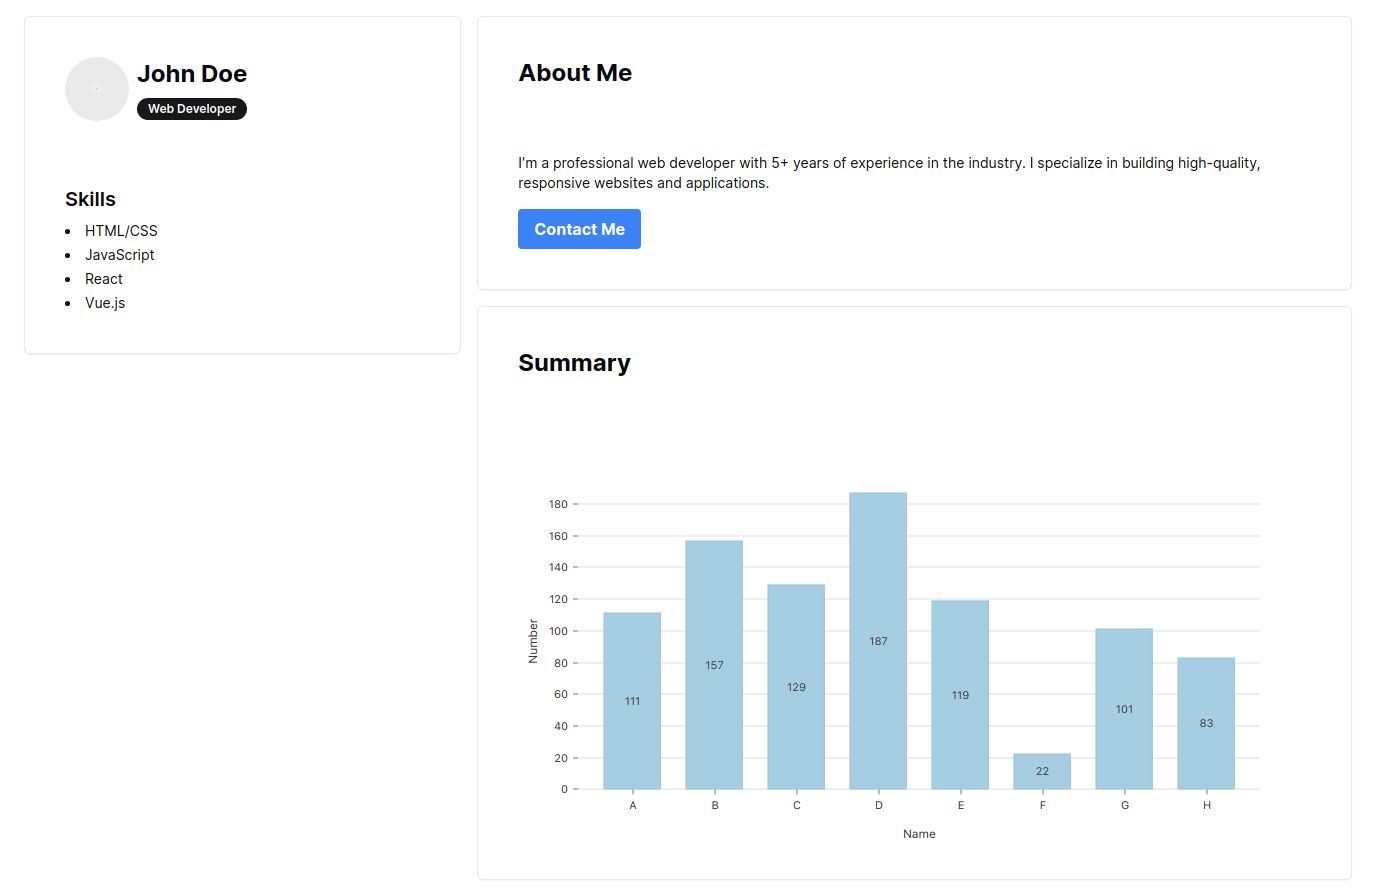 John Doe
Web Developer
Skills
HTML/CSS
JavaScript
React
Vue.js
About Me
I'm a professional web developer with 5+ years of experience in the industry. I specialize in building high-quality,
responsive websites and applications.
Contact Me
Summary
180
160
140
120
100
80
60
40
20
0
Number
111
157
129
187
119
22
101
83
A B C D E F G H
Name